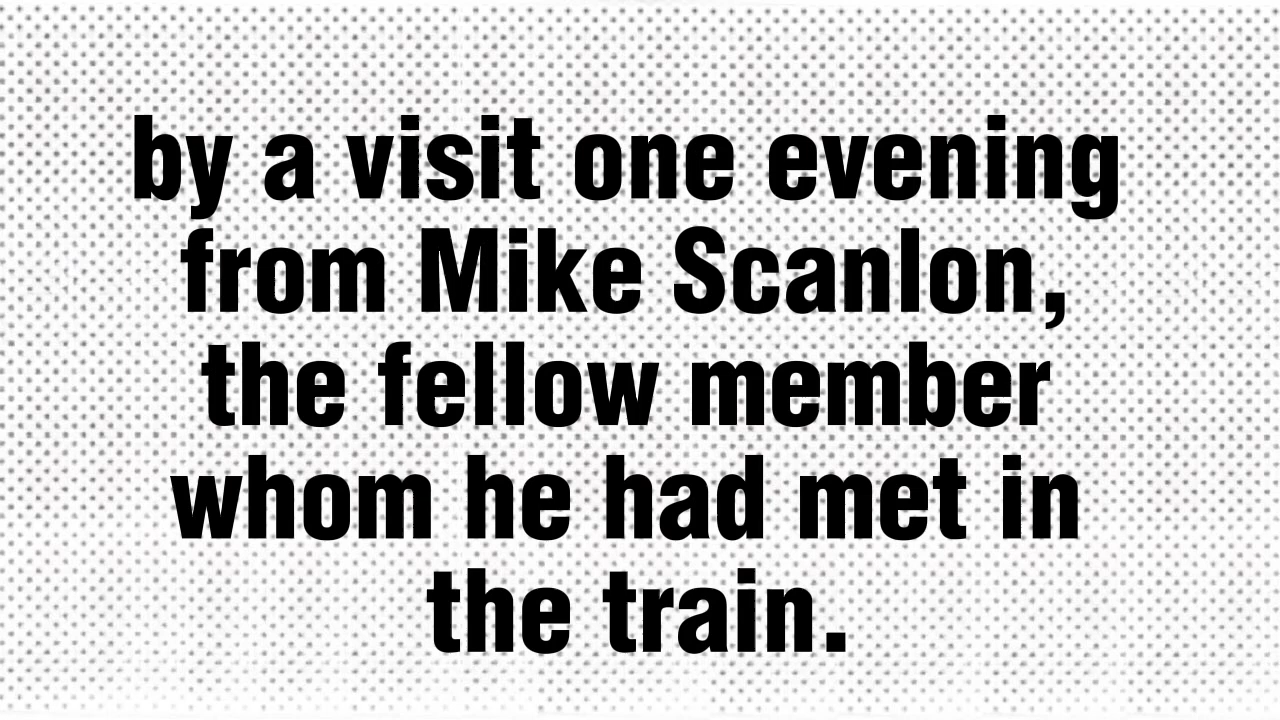 by a visit one evening
from Mike Scanlon,
the fellow member
whom he had met in
the train.